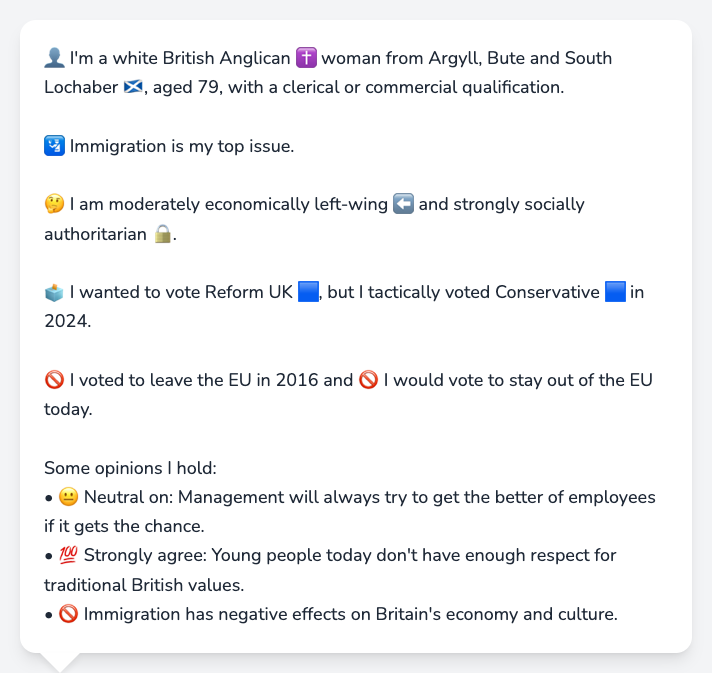 👤 I'm a white British Anglican ✝️ woman from Argyll, Bute and South
Lochaber 🏴󠁧󠁢󠁳󠁣󠁴󠁿, aged 79, with a clerical or commercial qualification.
🛂 Immigration is my top issue.
🤔 I am moderately economically left-wing ⬅️ and strongly socially
authoritarian 🔒.
🗳️ I wanted to vote Reform UK 🟦, but I tactically voted Conservative 🟦 in
2024.
🚫 I voted to leave the EU in 2016 and 🚫 I would vote to stay out of the EU
today.
Some opinions I hold:
• 😐 Neutral on: Management will always try to get the better of employees
if it gets the chance.
• 💯 Strongly agree: Young people today don't have enough respect for
traditional British values.
• 🚫 Immigration has negative effects on Britain's economy and culture.